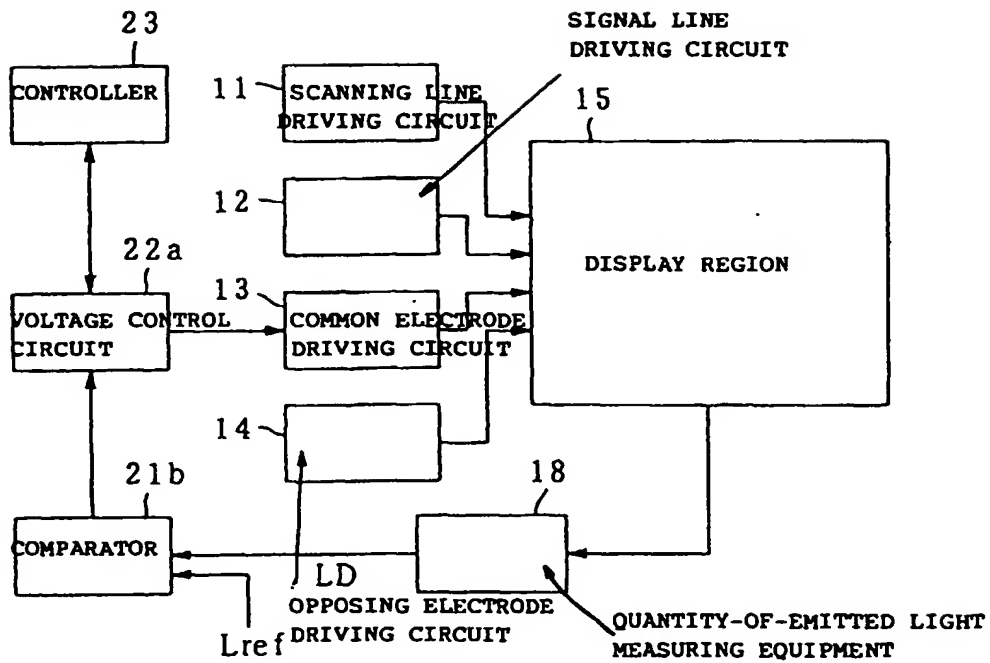 SIGNAL LINE
DRIVING CIRCUIT
23
CONTROLLER
11
SCANNING LINE
DRIVING CIRCUIT
15
12
DISPLAY REGION
22a
VOLTAGE CONTROL
CIRCUIT
13
COMMON ELECTRODE
DRIVING CIRCUIT
14
21b
COMPARATOR
18
LD
OPPOSING ELECTRODE
DRIVING CIRCUIT
Lref
QUANTITY-OF-EMITTED LIGHT
MEASURING EQUIPMENT